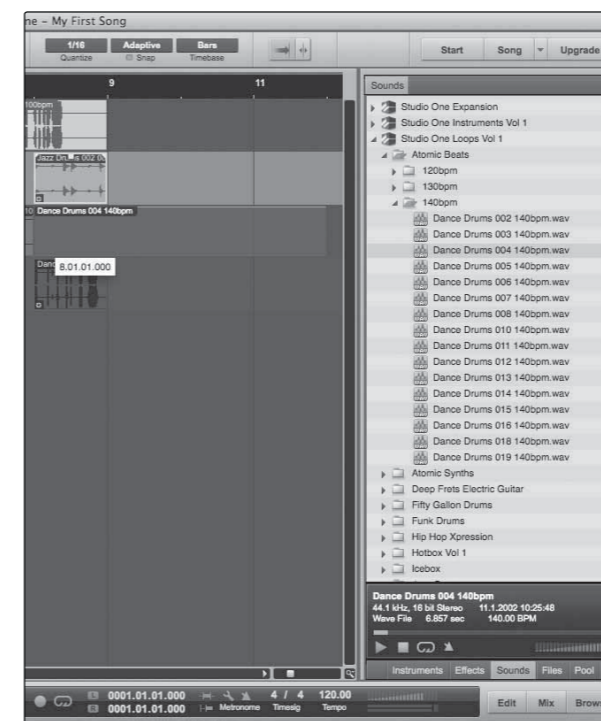 ne – My First Song
1/16 Adaptive Bars
Quantize Snap Timebase
Start Song Upgrade
9 11
Sounds
100bpm
Studio One Expansion
Studio One Instruments Vol 1
Studio One Loops Vol 1
Atomic Beats
120bpm
130bpm
140bpm
Dance Drums 002 140bpm.wav
Dance Drums 003 140bpm.wav
Dance Drums 004 140bpm.wav
Dance Drums 005 140bpm.wav
Dance Drums 006 140bpm.wav
Dance Drums 007 140bpm.wav
Dance Drums 008 140bpm.wav
Dance Drums 010 140bpm.wav
Dance Drums 011 140bpm.wav
Dance Drums 012 140bpm.wav
Dance Drums 013 140bpm.wav
Dance Drums 014 140bpm.wav
Dance Drums 015 140bpm.wav
Dance Drums 016 140bpm.wav
Dance Drums 018 140bpm.wav
Dance Drums 019 140bpm.wav
Atomic Synths
Deep Frets Electric Guitar
Fifty Gallon Drums
Funk Drums
Hip Hop Xpression
Hotbox Vol 1
Icebox
Jazz 002
10 Dance Drums 004 140bpm
Danc
8.01.01.000
Dance Drums 004 140bpm
44.1 kHz, 16 bit Stereo 11.1.2002 10:25:48
Wave File 6.857 sec 140.00 BPM
Instruments Effects Sounds Files Pool
L 0001.01.01.000 4 / 4 120.00
R 0001.01.01.000 Metronome Timesig Tempo
Edit Mix Brow